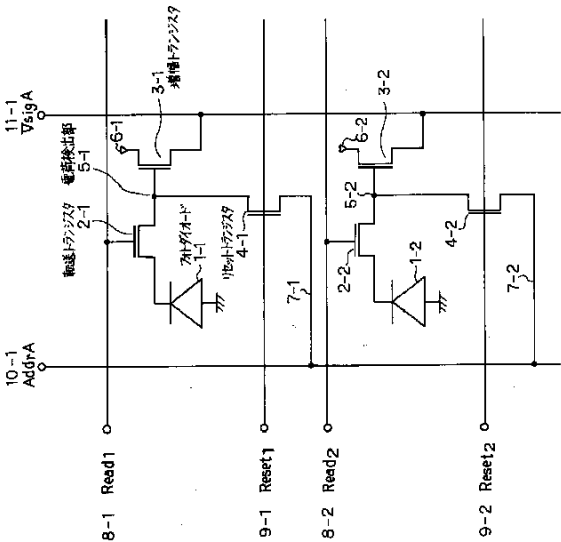 11-1
VsigA
10-1
AddrA
電荷検出部
5-1
転送トランジスタ
2-1
6-1
3-1
増幅トランジスタ
フォトダイオード
1-1
リセットトランジスタ
4-1
7-1
8-1 Read1
9-1 Reset1
8-2 Read2
9-2 Reset2
6-2
3-2
5-2
2-2
1-2
4-2
7-2